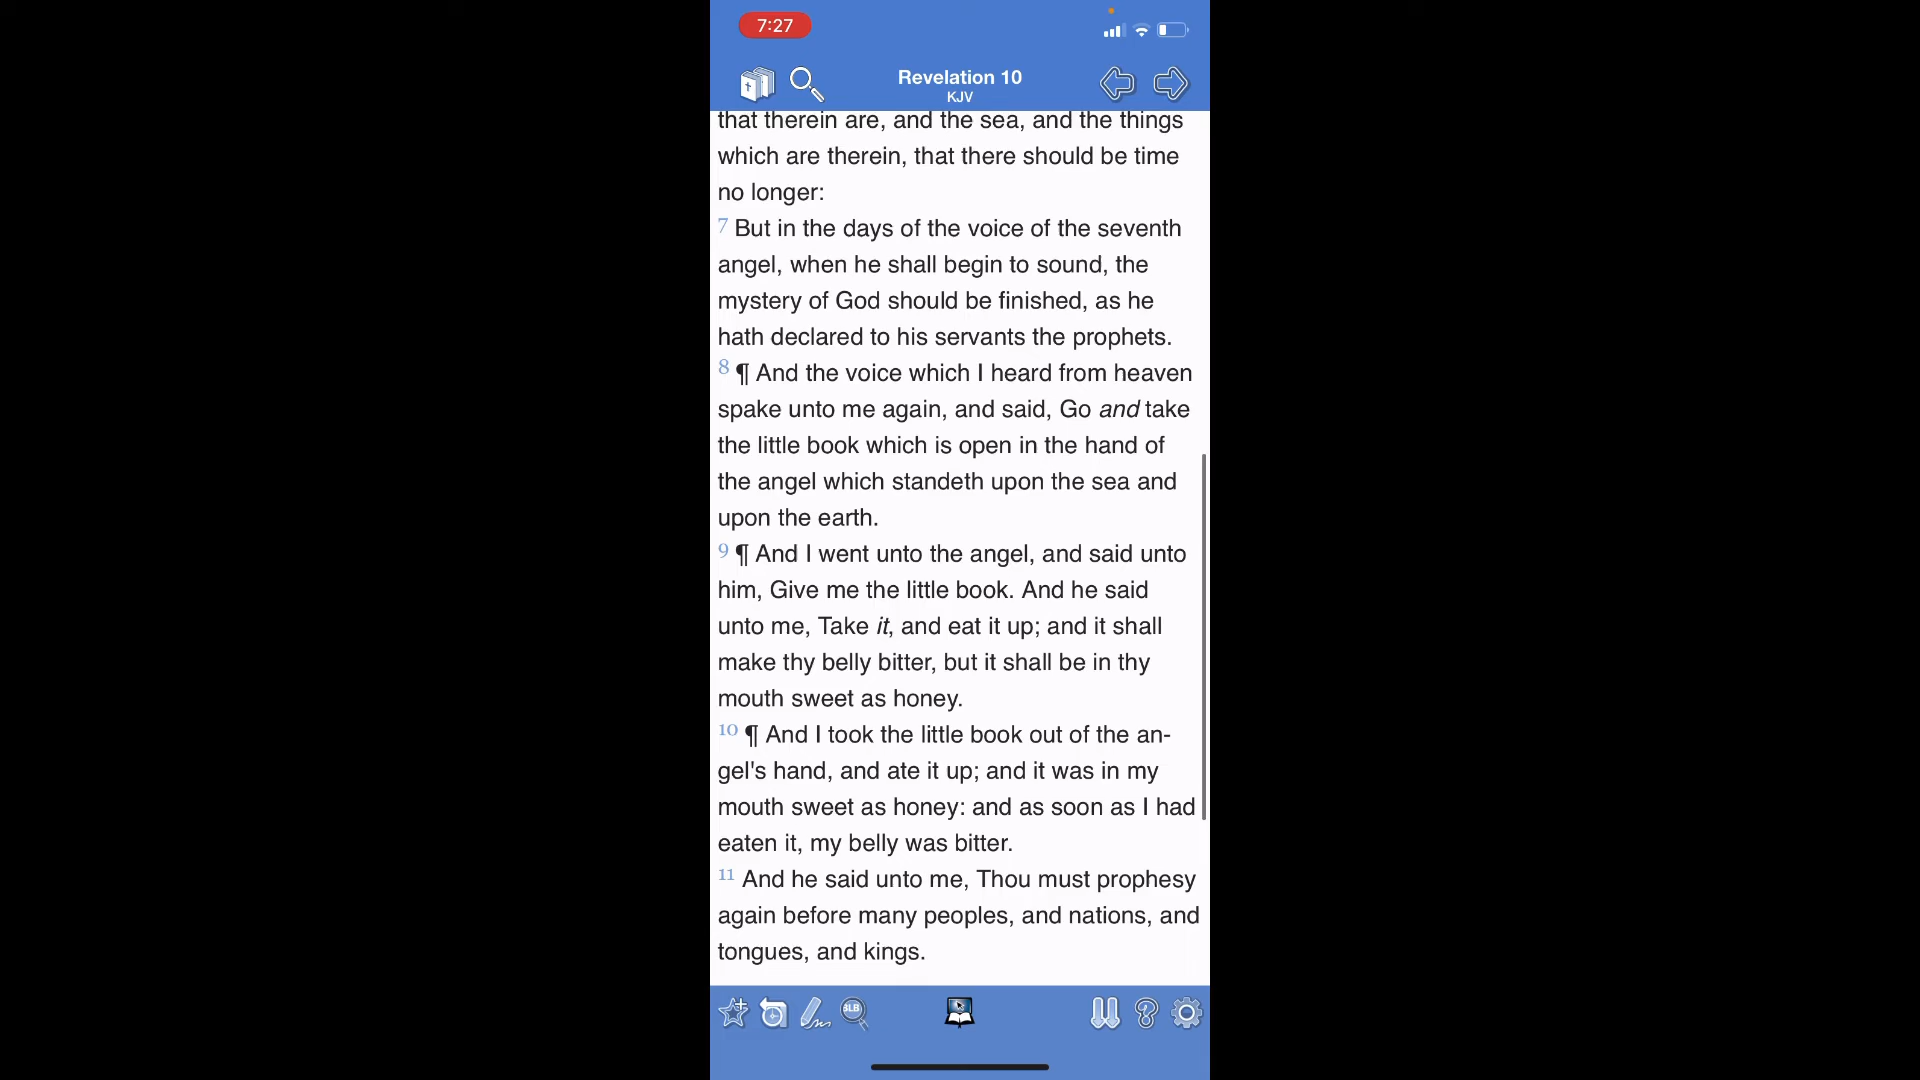 7:27
Revelation 10
KJV
that therein are, and the sea, and the things
which are therein, that there should be time
no longer:
7 But in the days of the voice of the seventh
angel, when he shall begin to sound, the
mystery of God should be finished, as he
hath declared to his servants the prophets.
8 ¶ And the voice which I heard from heaven
spake unto me again, and said, Go and take
the little book which is open in the hand of
the angel which standeth upon the sea and
upon the earth.
9 ¶ And I went unto the angel, and said unto
him, Give me the little book. And he said
unto me, Take it, and eat it up; and it shall
make thy belly bitter, but it shall be in thy
mouth sweet as honey.
10 ¶ And I took the little book out of the an-
gel's hand, and ate it up; and it was in my
mouth sweet as honey: and as soon as I had
eaten it, my belly was bitter.
11 And he said unto me, Thou must prophesy
again before many peoples, and nations, and
tongues, and kings.
BLB